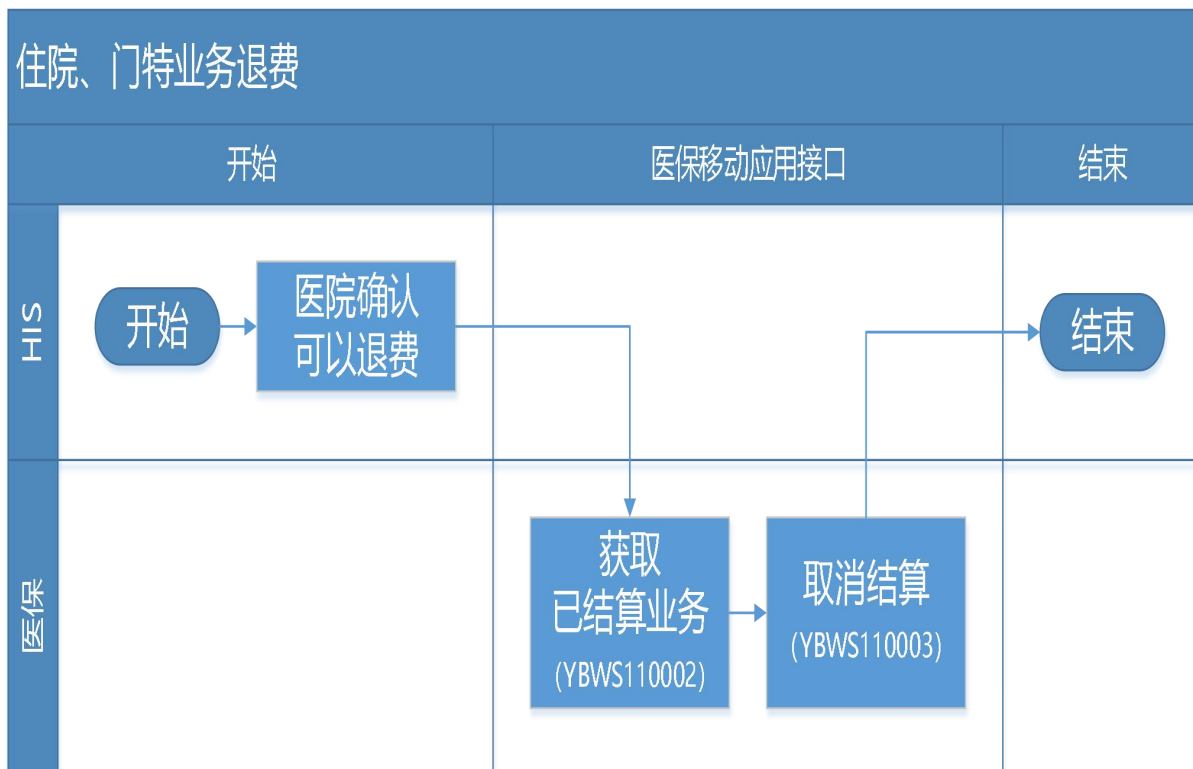 住院、门特业务退费
开始
医保移动应用接口
结束
HIS
开始
医院确认
可以退费
结束
医保
获取
已结算业务
(YBWS110002)
取消结算
(YBWS110003)